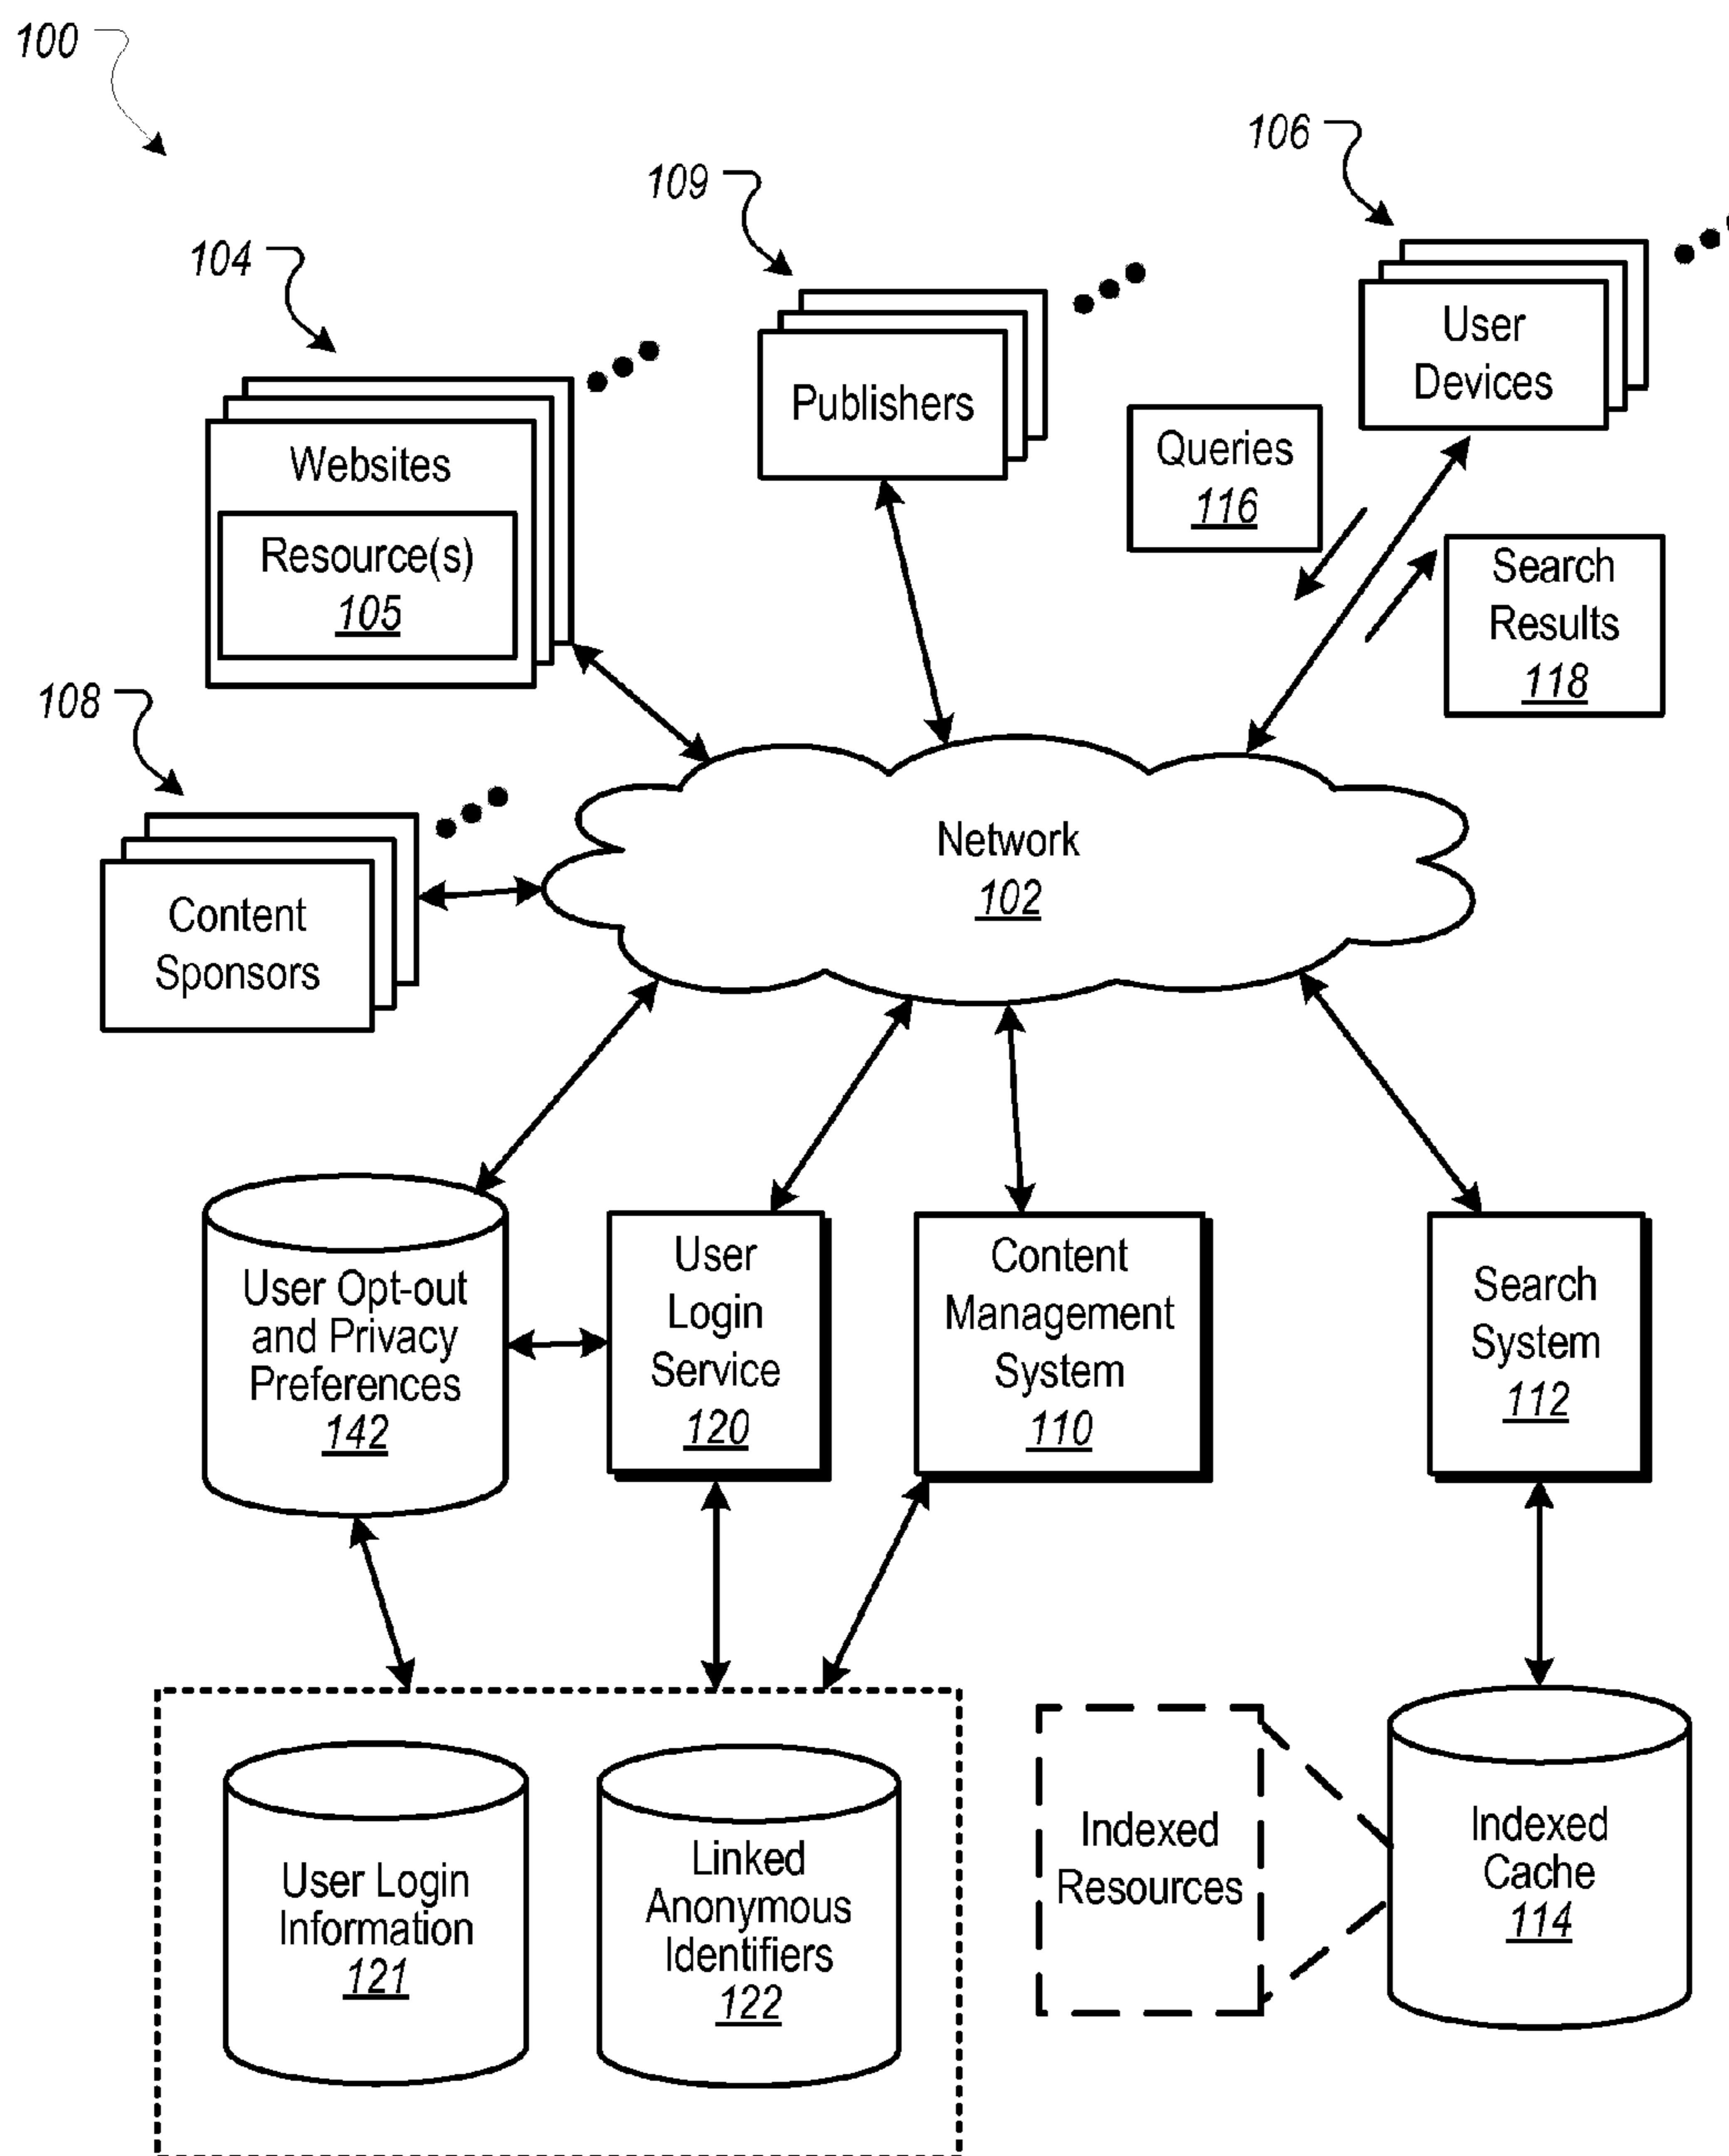 100
106
109
104
User
Devices
Publishers
Queries
116
Websites
Resource(s)
105
Search
Results
118
108
Network
102
Content
Sponsors
User Opt-out
and Privacy
Preferences
142
User
Login
Service
120
Content
Management
System
110
Search
System
112
User Login
Information
121
Linked
Anonymous
Identifiers
122
Indexed
Resources
Indexed
Cache
114